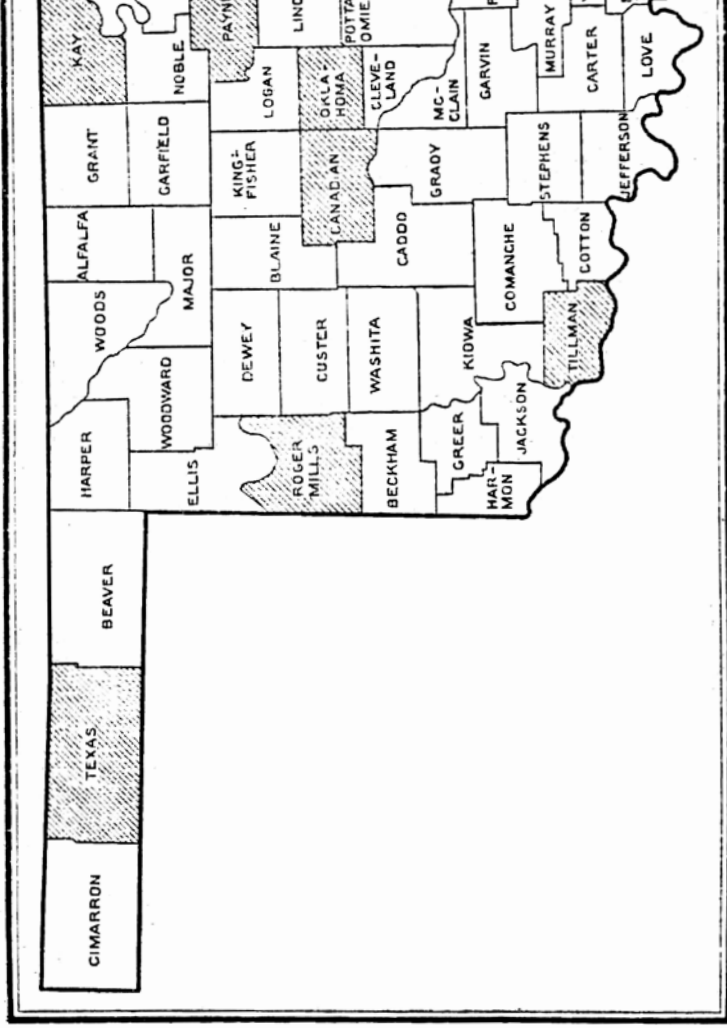 CIMARRON
TEXAS
BEAVER
HARPER
WOODS
ALFALFA
GRANT
KAY
WOODWARD
ELLIS
MAJOR
GARFIELD
NOBLE
ROGER
MILLS
DEWEY
BLAINE
KING-
FISHER
LOGAN
PAYN
LINC
CUSTER
CANADIAN
OKLA-
HOMA
POTTA
OMIE
BECKHAM
WASHITA
CADDO
GRADY
CLEVE-
LAND
MC-
CLAIN
GREER
KIOWA
COMANCHE
GARVIN
HAR-
MON
JACKSON
TILLMAN
COTTON
STEPHENS
MURRAY
CARTER
JEFFERSON
LOVE